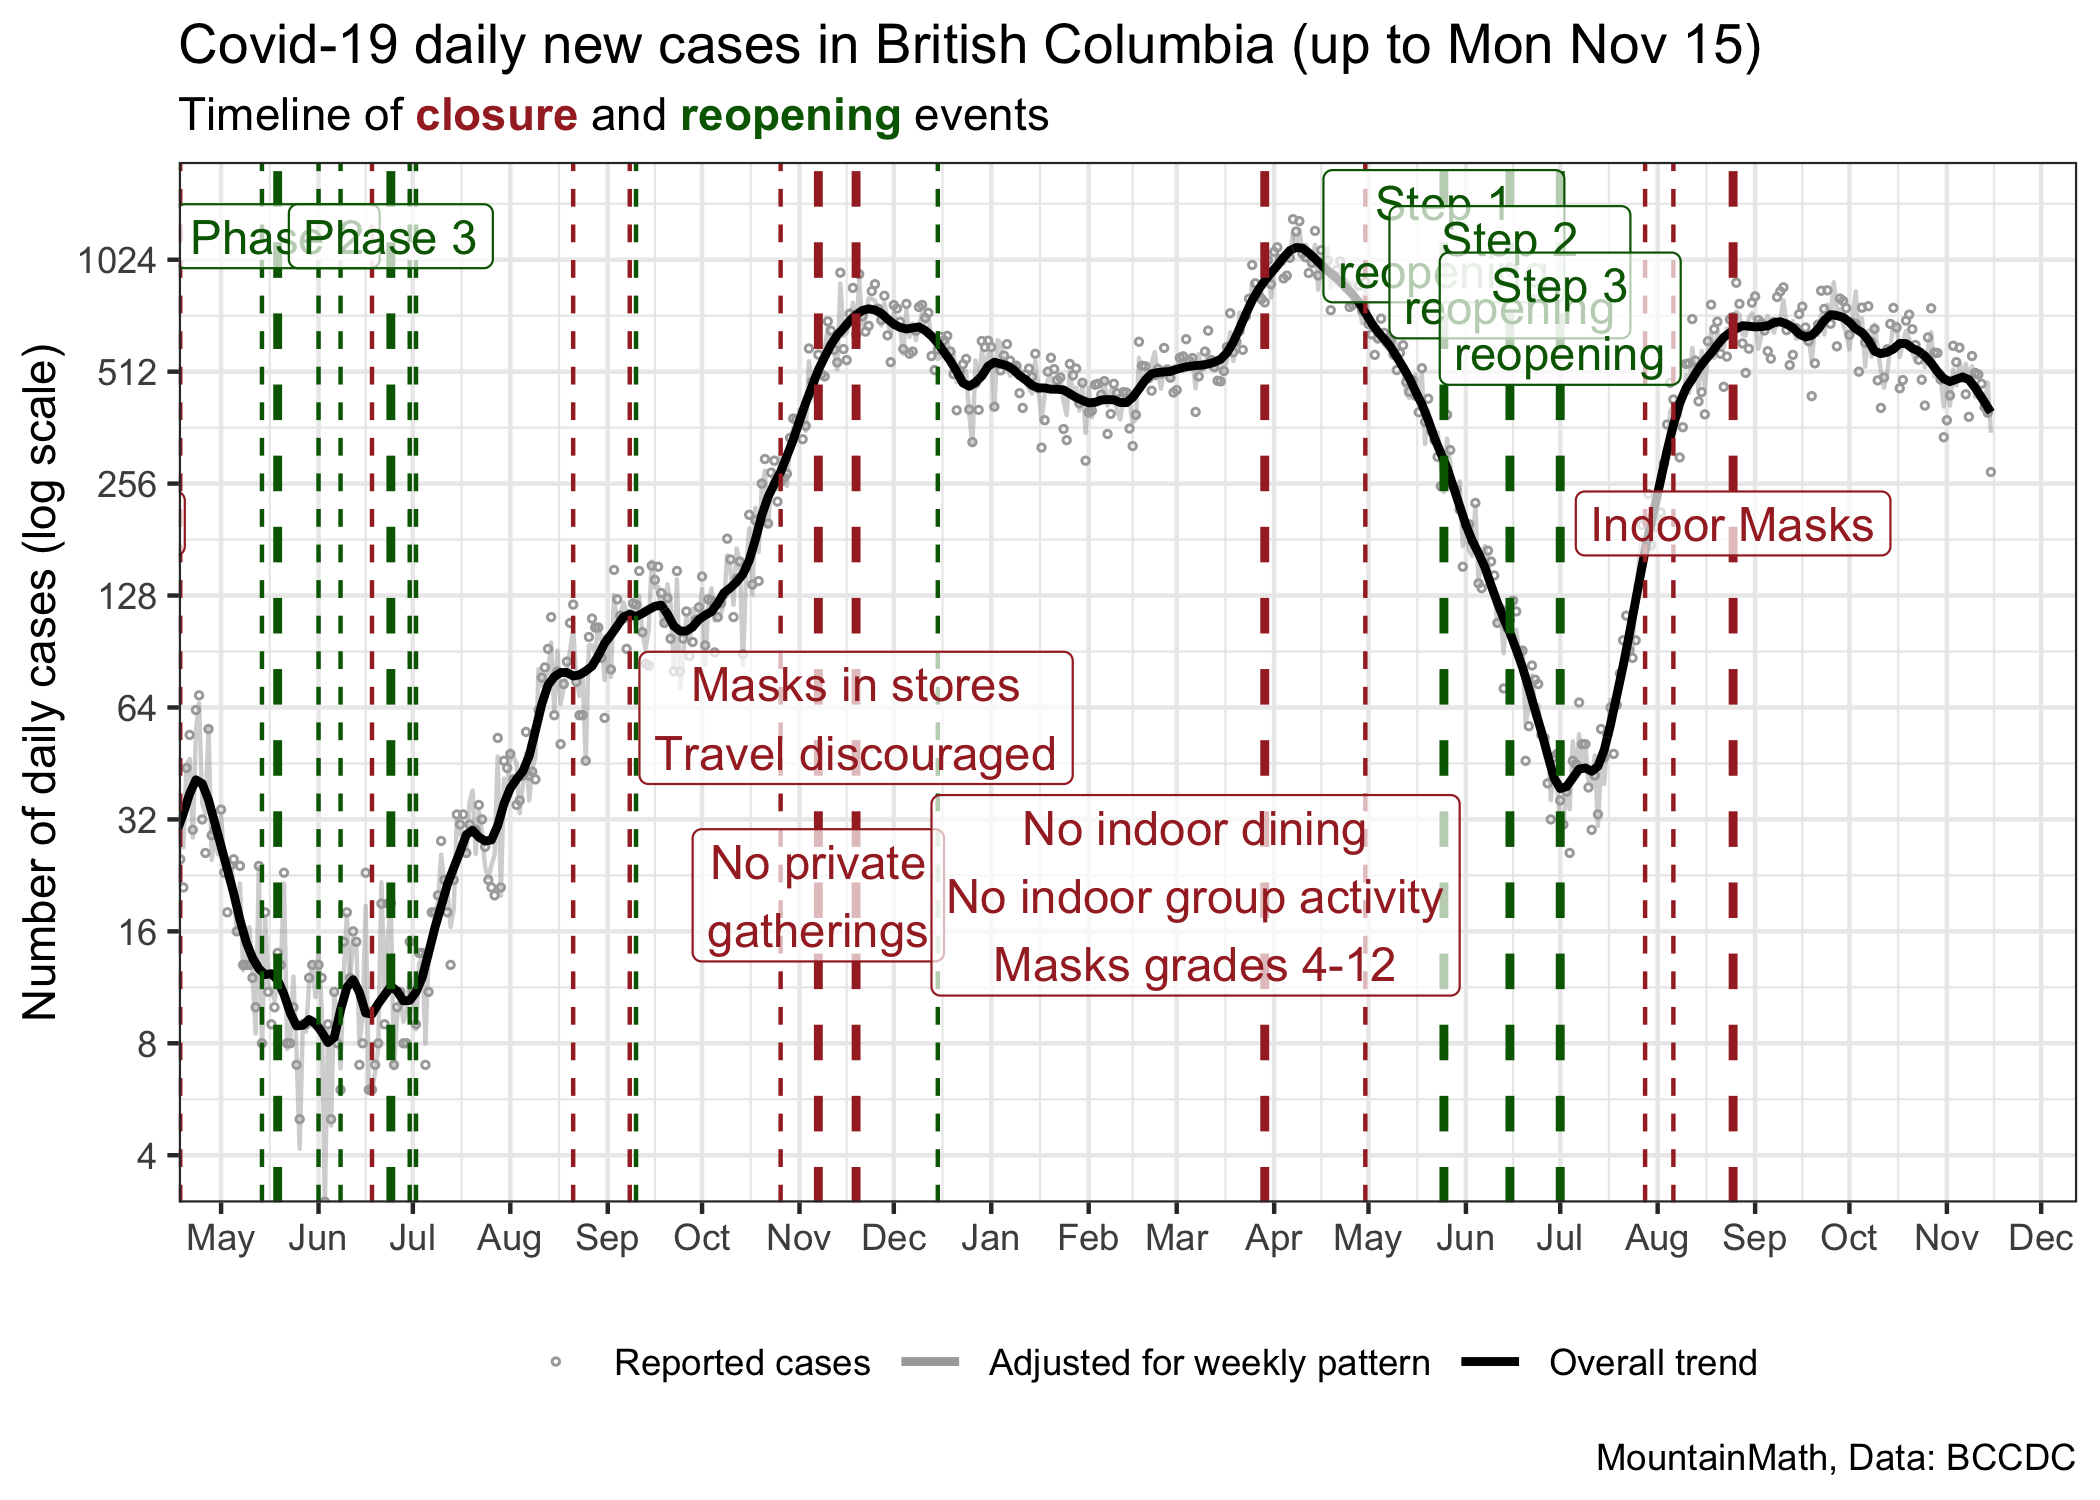 Covid-19 daily new cases in British Columbia (up to Mon Nov 15)
Timeline of closure and reopening events
Number of daily cases (log scale)
1024
512
256
128
64
32
16
8
4
Phase 2
Phase 3
Step 1
reopening
Step 2
reopening
Step 3
reopening
Indoor Masks
Masks in stores
Travel discouraged
No private
gatherings
No indoor dining
No indoor group activity
Masks grades 4-12
May Jun Jul Aug Sep Oct Nov Dec Jan Feb Mar Apr May Jun Jul Aug Sep Oct Nov Dec
Reported cases Adjusted for weekly pattern Overall trend
MountainMath, Data: BCCDC